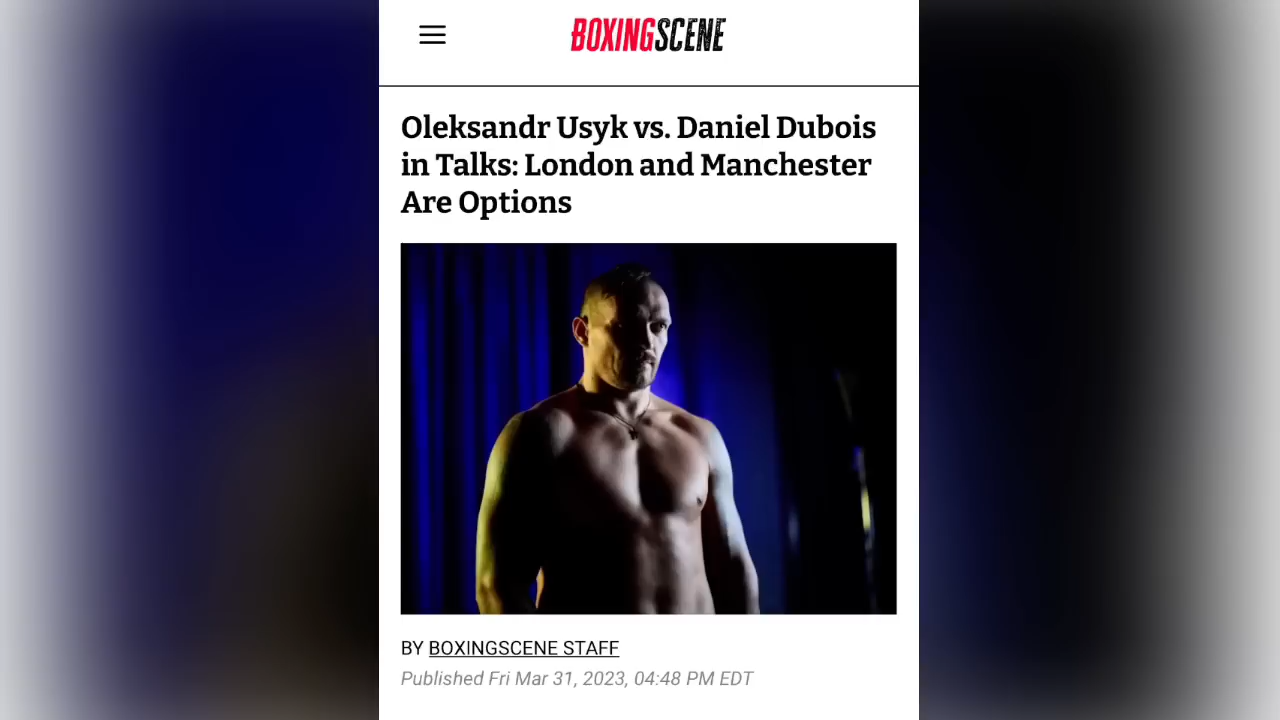 BOXINGSCENE
Oleksandr Usyk vs. Daniel Dubois
in Talks: London and Manchester
Are Options
BY BOXINGSCENE STAFF
Published Fri Mar 31, 2023, 04:48 PM EDT